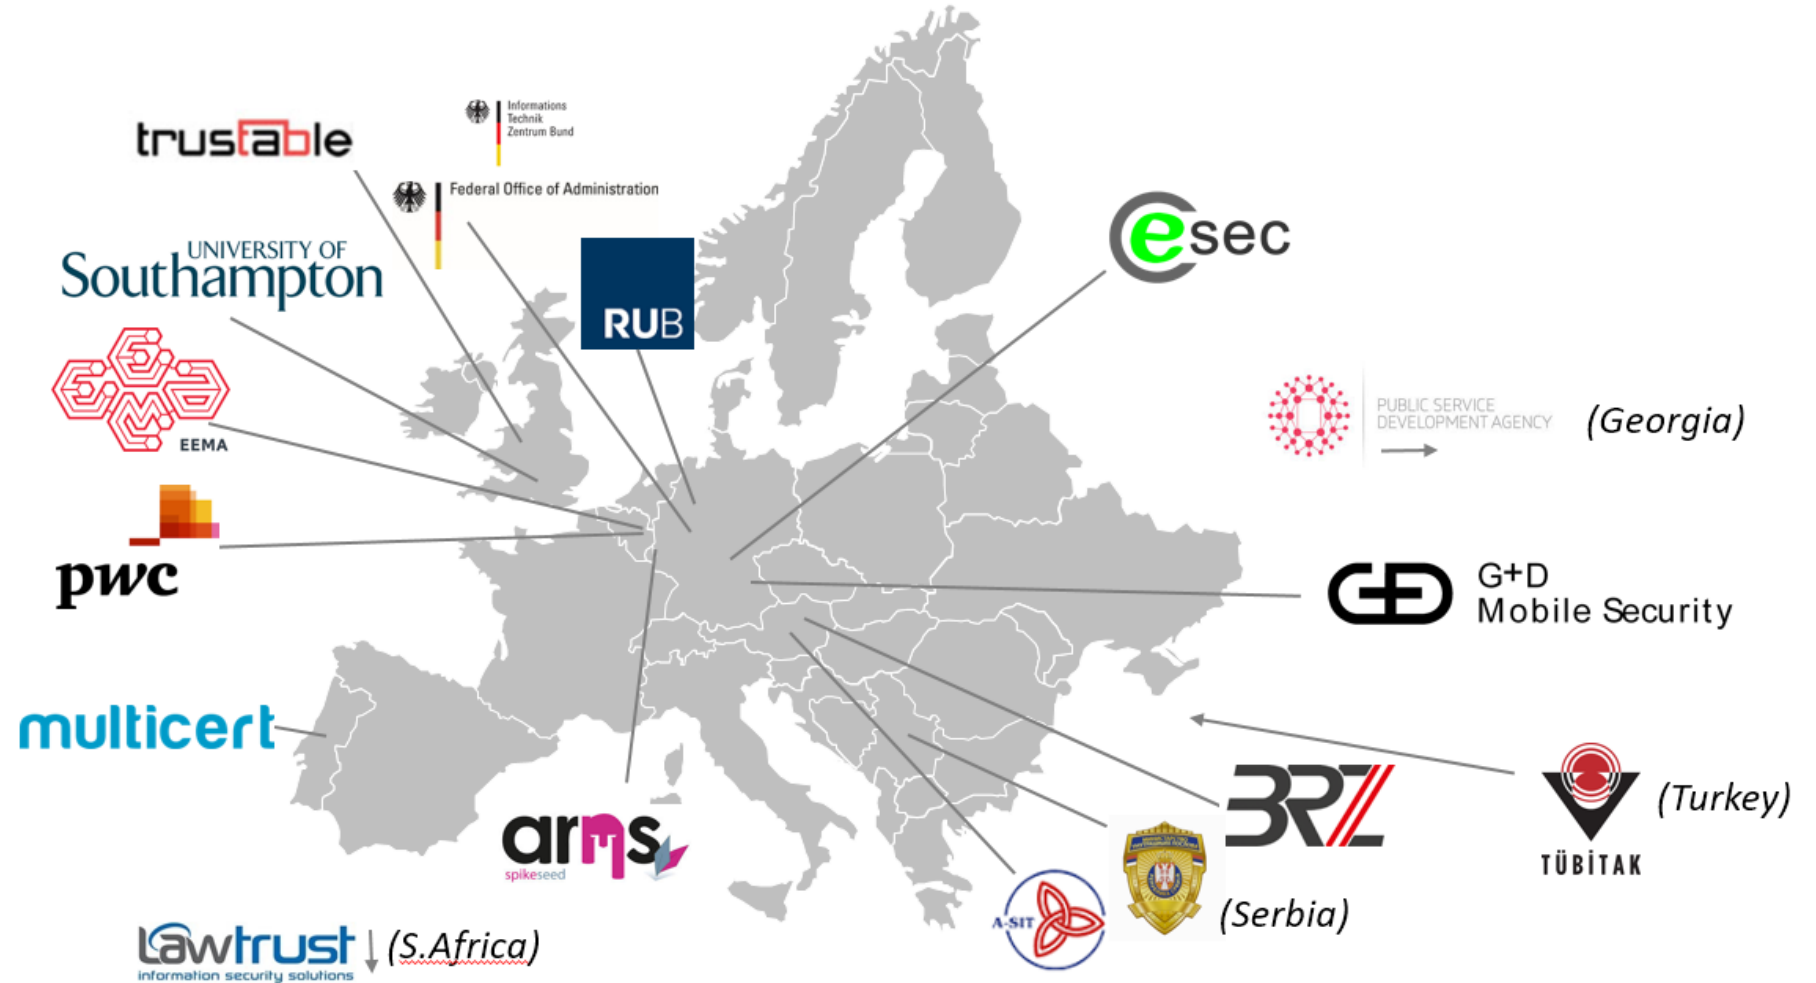 trustable
Informations
Technik
Zentrum Bund
Federal Office of Administration
UNIVERSITY OF
Southampton
RUB
esec
EEMA
PUBLIC SERVICE
DEVELOPMENT AGENCY
(Georgia)
pwc
G+D
Mobile Security
multicert
arms
spikeseed
BRZ
TÜBİTAK
(Turkey)
A-SIT
(Serbia)
Lawtrust
information security solutions
(S.Africa)